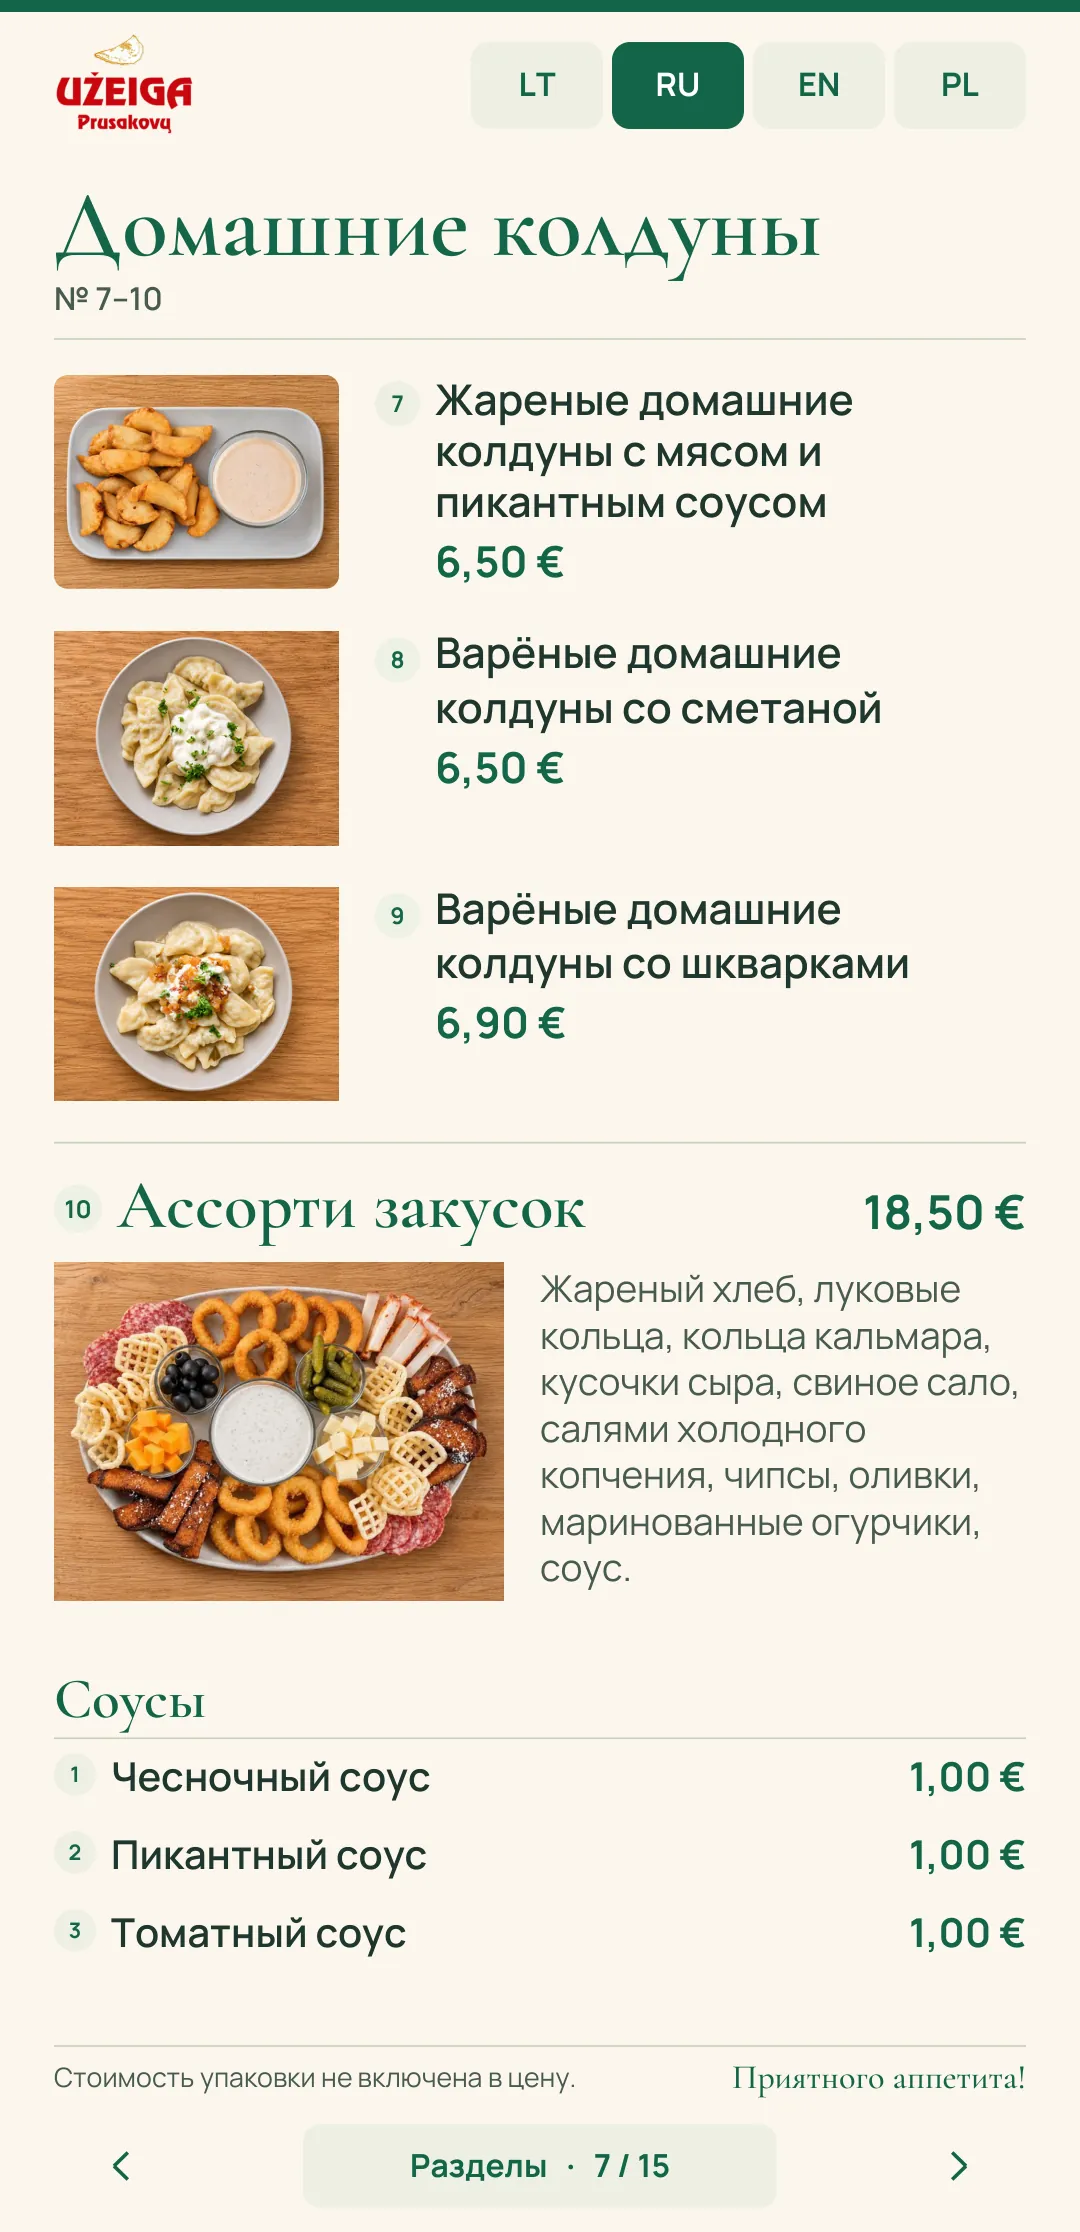 UŽEIGA
Prusakovų
LT
RU
EN
PL
Домашние колдуны
№ 7–10
7
Жареные домашние
колдуны с мясом и
пикантным соусом
6,50 €
8
Варёные домашние
колдуны со сметаной
6,50 €
9
Варёные домашние
колдуны со шкварками
6,90 €
10 Ассорти закусок 18,50 €
Жареный хлеб, луковые
кольца, кольца кальмара,
кусочки сыра, свиное сало,
салями холодного
копчения, чипсы, оливки,
маринованные огурчики,
соус.
Соусы
1 Чесночный соус 1,00 €
2 Пикантный соус 1,00 €
3 Томатный соус 1,00 €
Стоимость упаковки не включена в цену. Приятного аппетита!
Разделы · 7 / 15